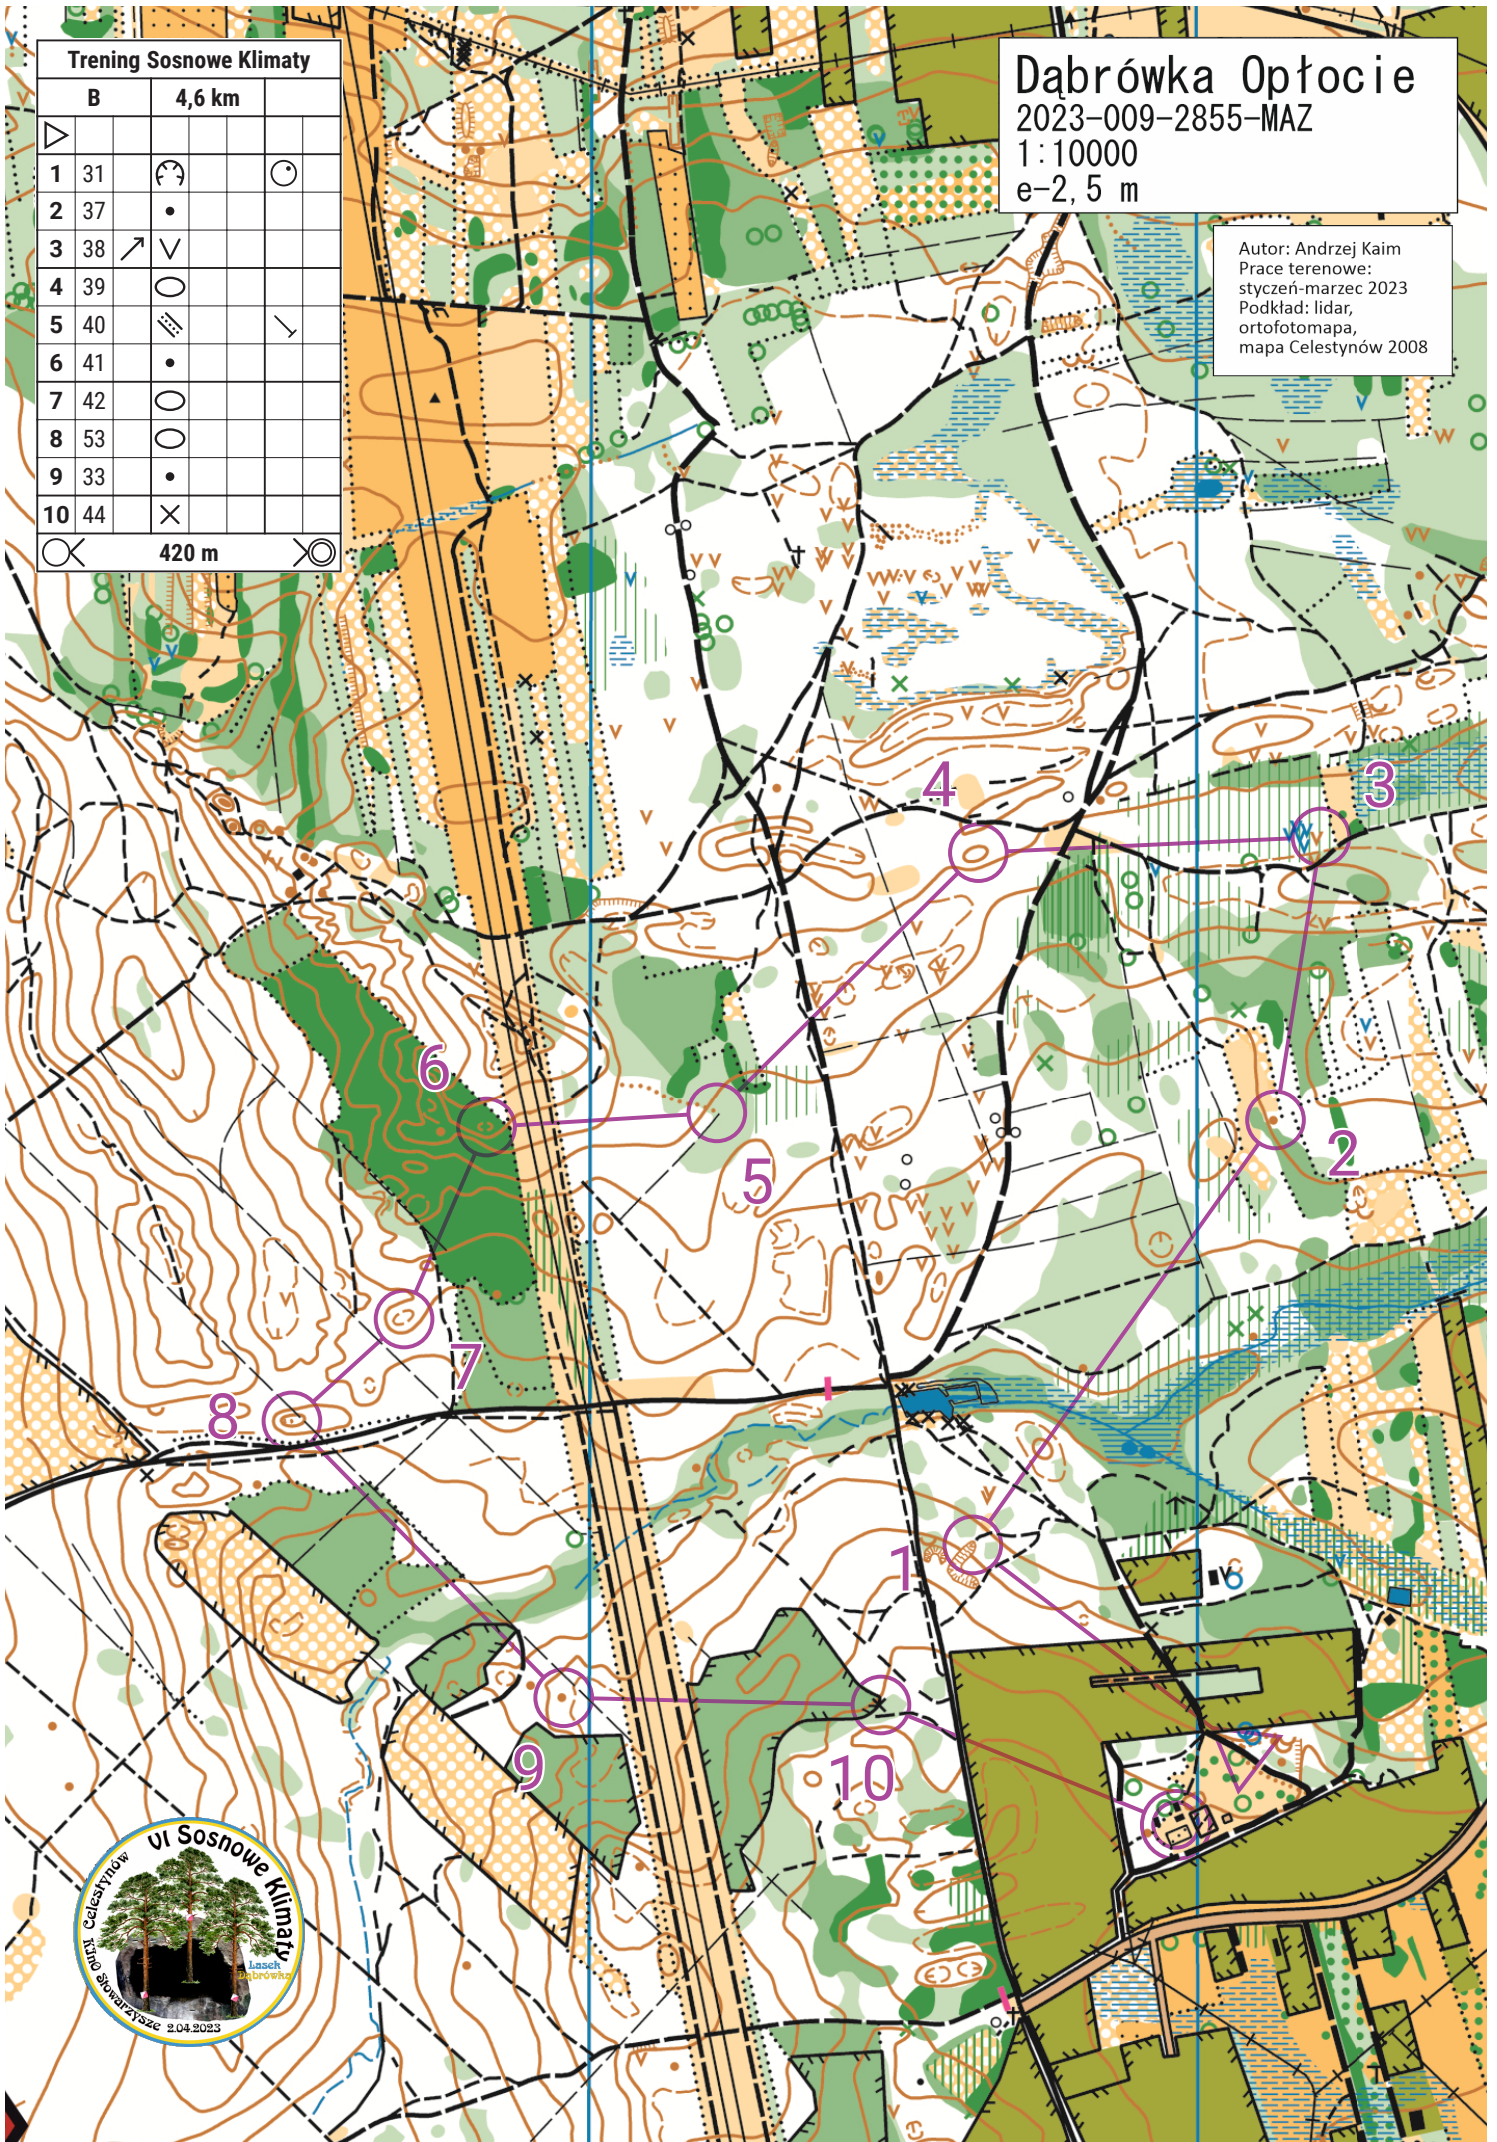 Trening Sosnowe Klimaty
B 4,6 km
1 31
2 37
3 38
4 39
5 40
6 41
7 42
8 53
9 33
10 44
420 m
Dąbrówka Opłocie
2023-009-2855-MAZ
1:10000
e-2,5 m
Autor: Andrzej Kaim
Prace terenowe:
styczeń-marzec 2023
Podkład: lidar,
ortofotomapa,
mapa Celestynów 2008
4
3
6
5
2
7
8
1
9
10
VI Sosnowe Klimaty
Celestynów
KInO Stowarzysze
Lasek
Dąbrówka
2.04.2023